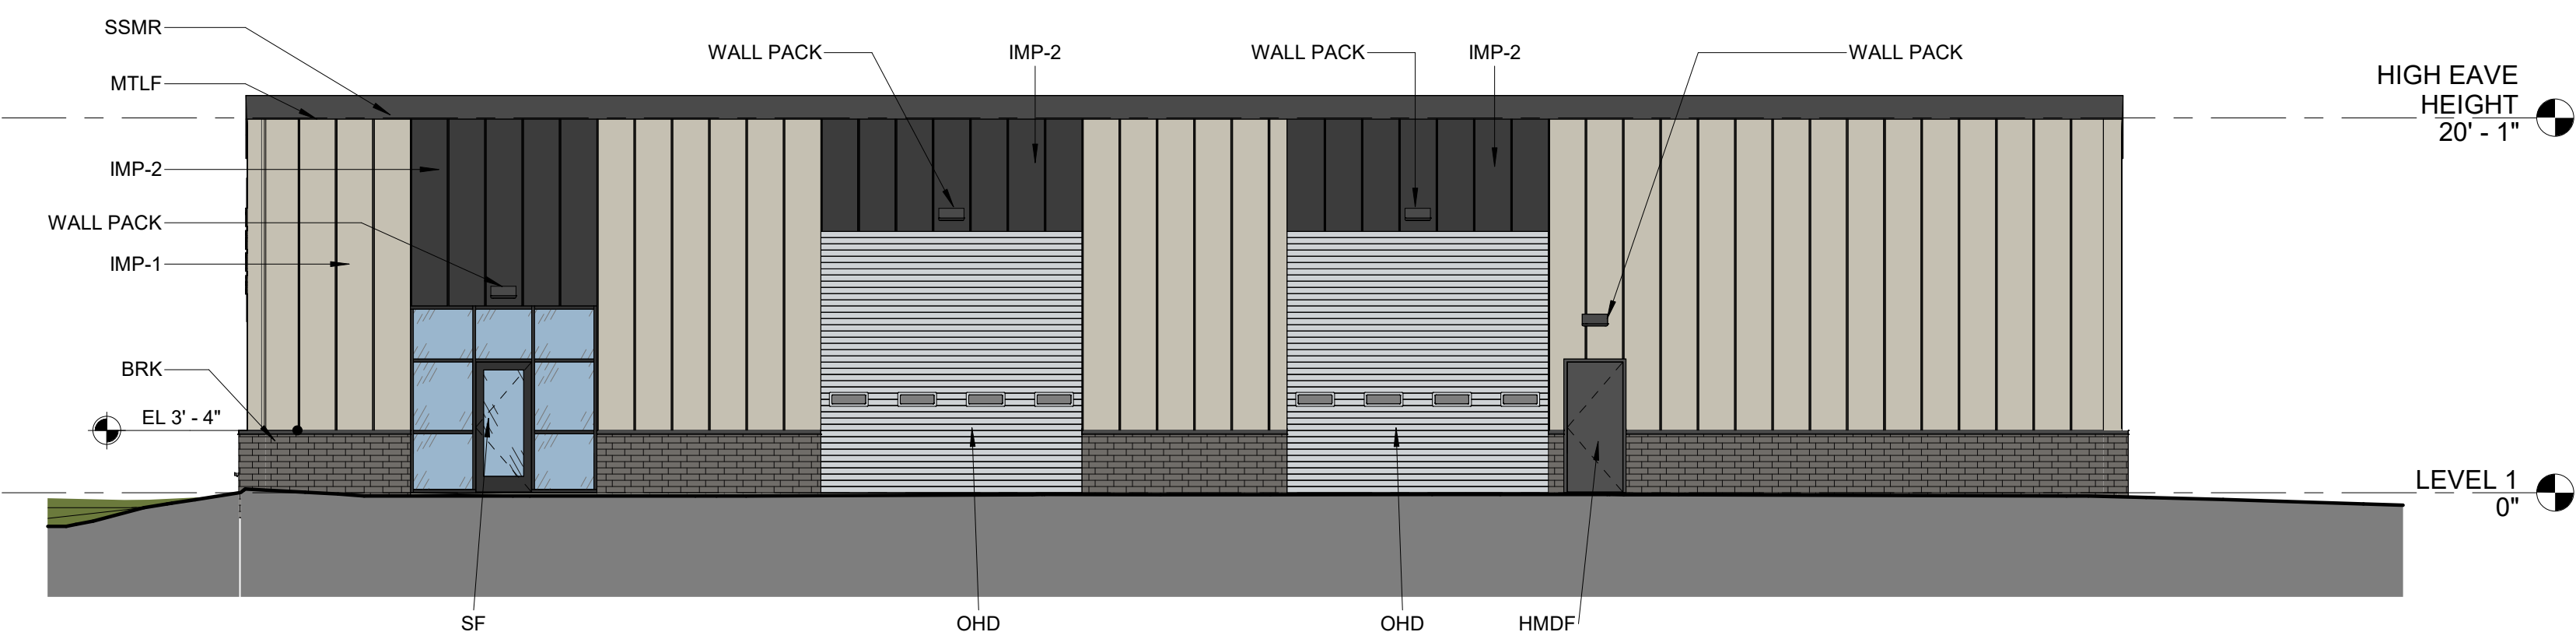 SSMR
WALL PACK
IMP-2
WALL PACK
IMP-2
WALL PACK
MTLF
HIGH EAVE
HEIGHT
20' - 1"
IMP-2
WALL PACK
IMP-1
BRK
EL 3' - 4"
LEVEL 1
0"
SF
OHD
OHD
HMDF